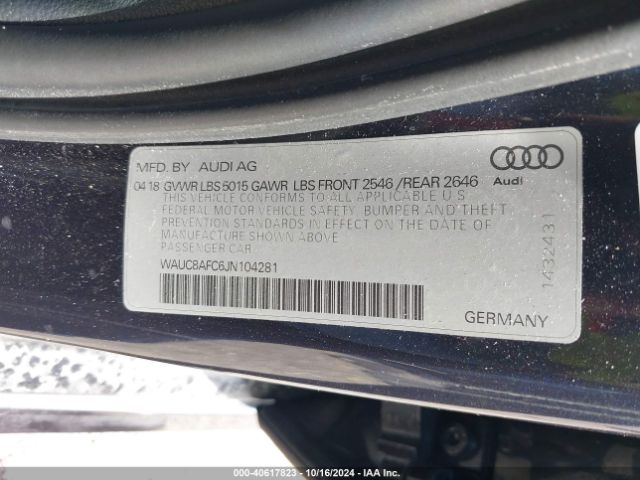 MFD. BY AUDI AG
04 18 GVWR LBS 5015 GAWR LBS FRONT 2546 / REAR 2646
Audi
THIS VEHICLE CONFORMS TO ALL APPLICABLE U S
FEDERAL MOTOR VEHICLE SAFETY, BUMPER AND THEFT
PREVENTION STANDARDS IN EFFECT ON THE DATE OF
MANUFACTURE SHOWN ABOVE
PASSENGER CAR
WAUC8AFC6JN104281
1432431
GERMANY
000-40617823 - 10/16/2024 - IAAI.COM